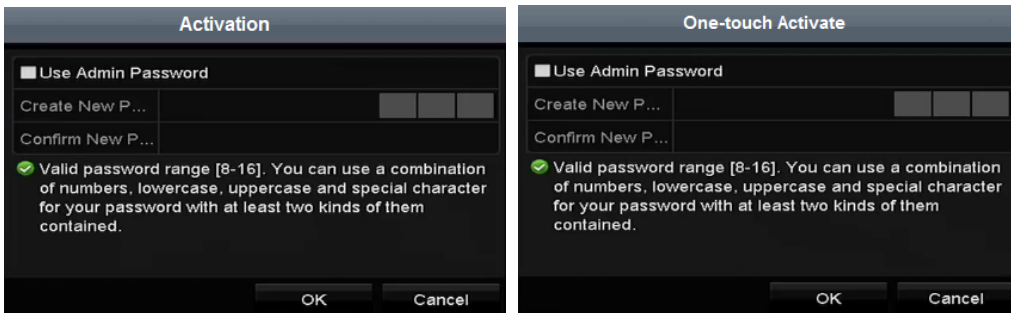 Activation
Use Admin Password
Create New P...
Confirm New P...
Valid password range [8-16]. You can use a combination
of numbers, lowercase, uppercase and special character
for your password with at least two kinds of them
contained.
OK
Cancel
One-touch Activate
Use Admin Password
Create New P...
Confirm New P...
Valid password range [8-16]. You can use a combination
of numbers, lowercase, uppercase and special character
for your password with at least two kinds of them
contained.
OK
Cancel